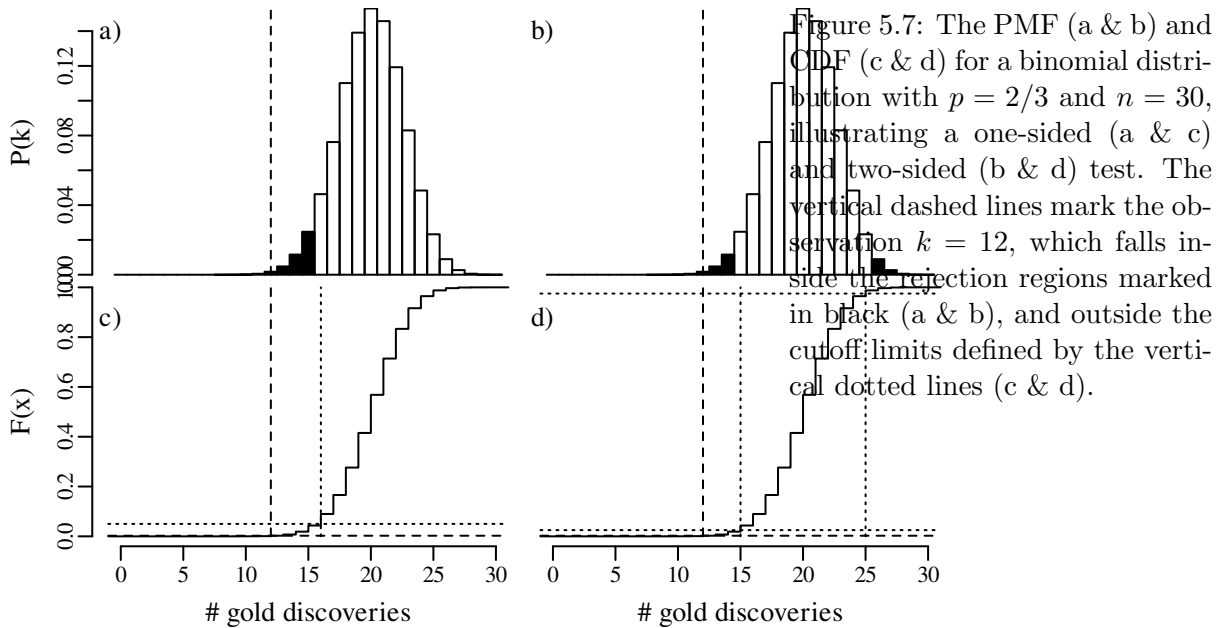 a)
b)
P(k)
0.00
0.04
0.08
0.12
c)
d)
F(x)
0.0
0.2
0.4
0.6
0.8
1.0
0 5 10 15 20 25 30
0 5 10 15 20 25 30
# gold discoveries
# gold discoveries
Figure 5.7: The PMF (a & b) and
CDF (c & d) for a binomial distri-
bution with p = 2/3 and n = 30,
illustrating a one-sided (a & c)
and two-sided (b & d) test. The
vertical dashed lines mark the ob-
servation k = 12, which falls in-
side the rejection regions marked
in black (a & b), and outside the
cutoff limits defined by the verti-
cal dotted lines (c & d).